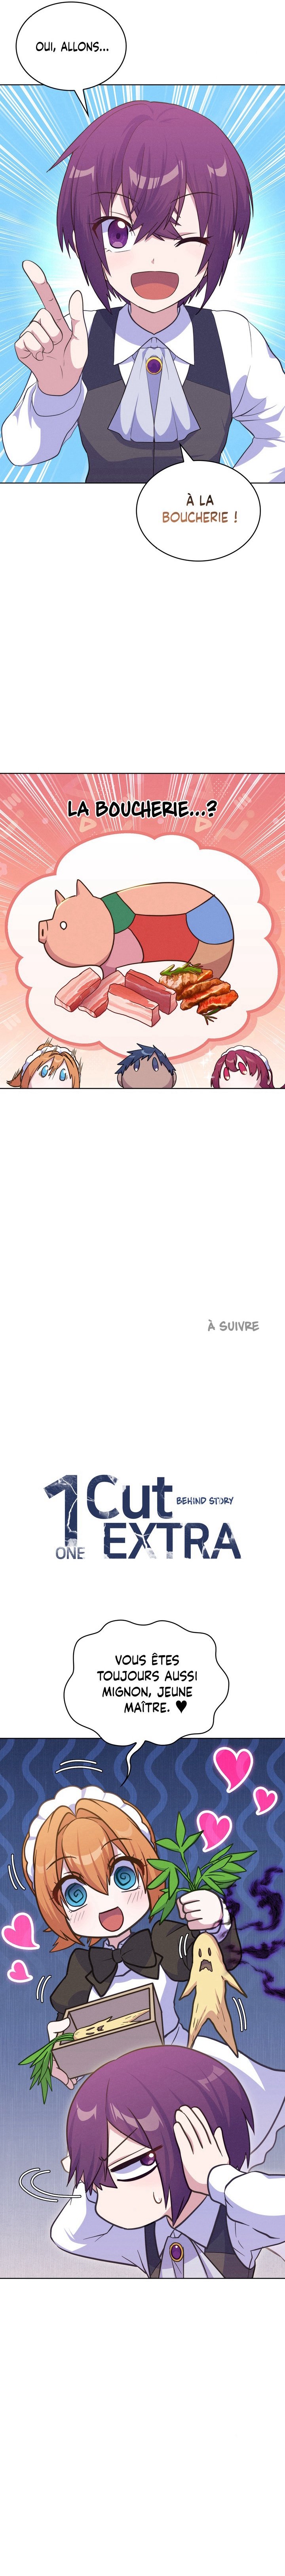 OUI, ALLONS...
À LA
BOUCHERIE !
LA BOUCHERIE...?
À SUIVRE
1 Cut
BEHIND STORY
ONE EXTRA
VOUS ÊTES
TOUJOURS AUSSI
MIGNON, JEUNE
MAÎTRE. ♥